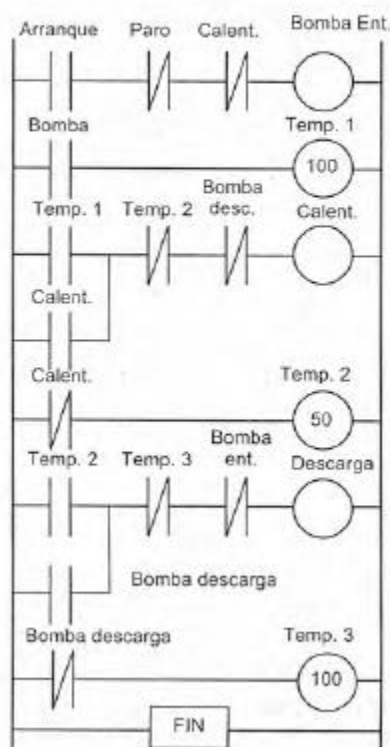 Arranque Paro Calent. Bomba Ent.
Bomba Temp. 1
100
Temp. 1 Temp. 2 Bomba desc. Calent.
Calent.
Calent. Temp. 2
50
Temp. 2 Temp. 3 Bomba ent. Descarga
Bomba descarga
Bomba descarga Temp. 3
100
FIN